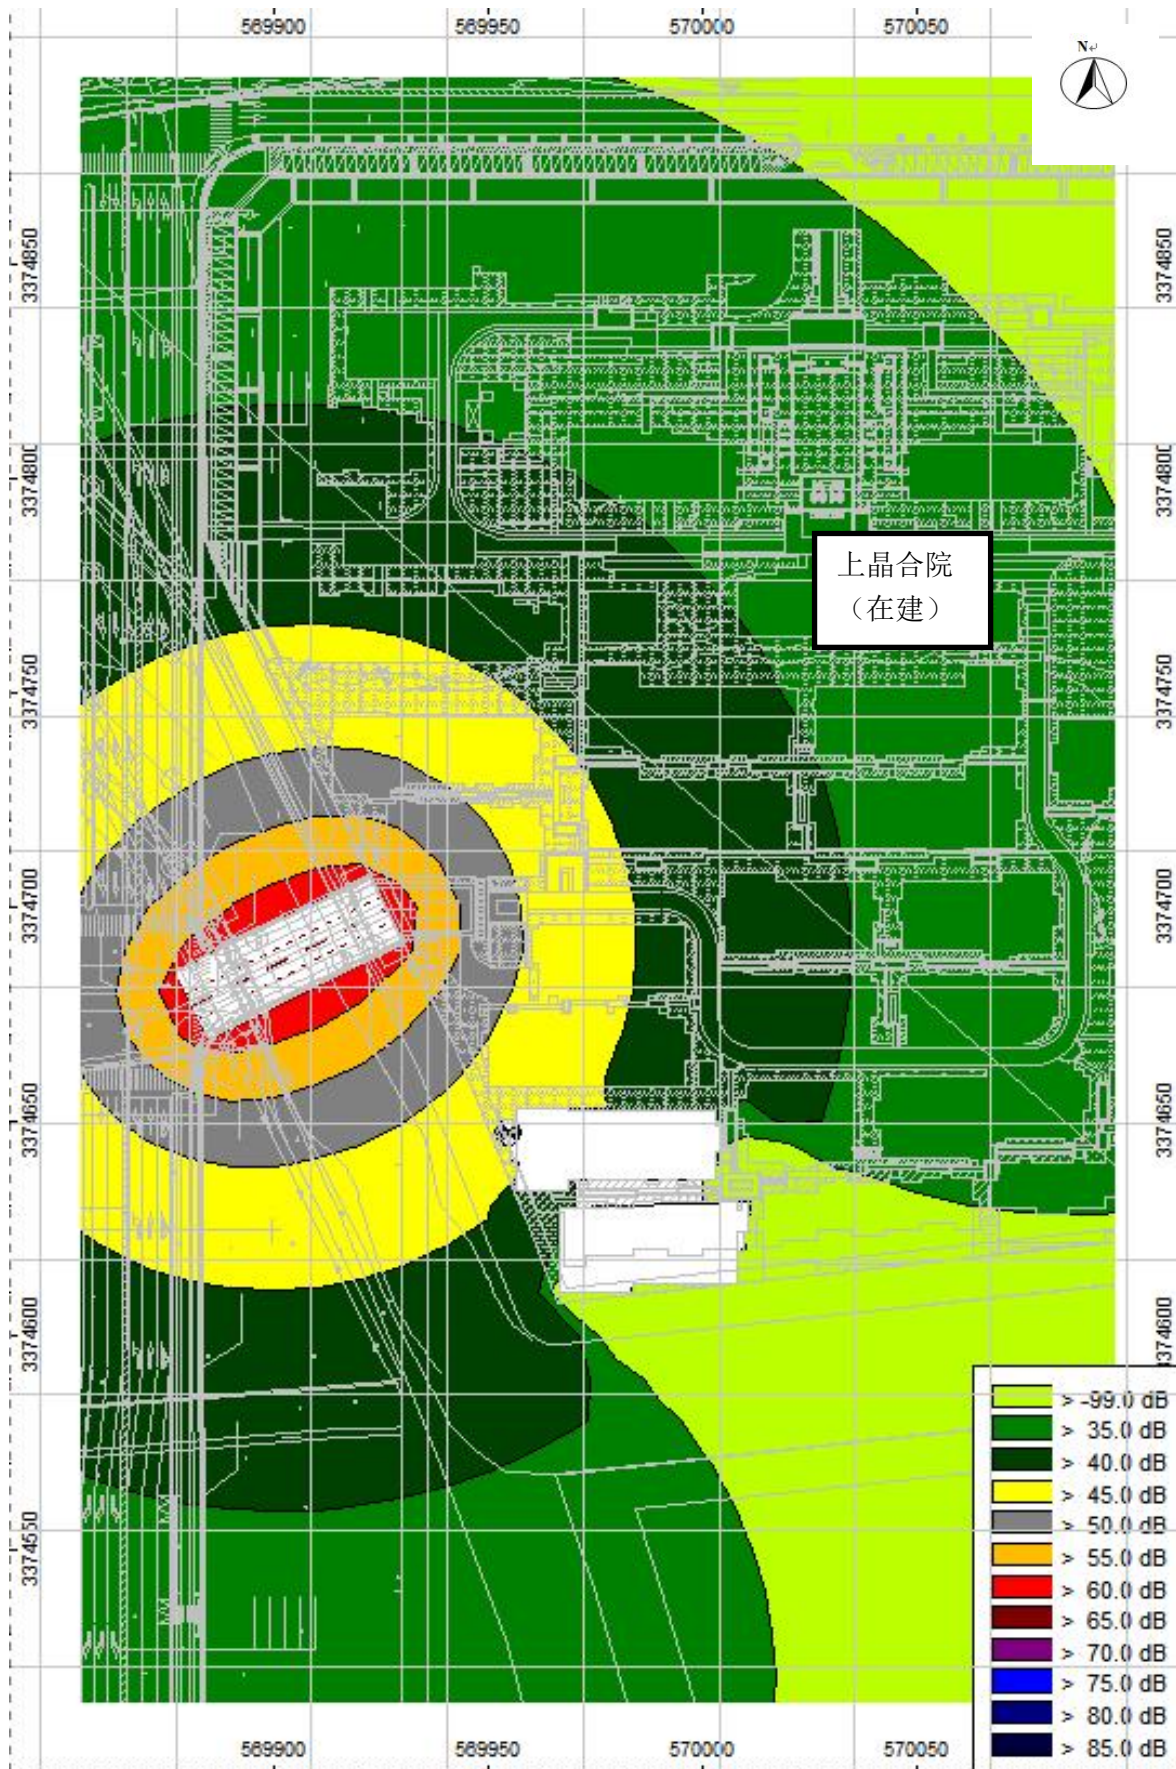 569900 569950 570000 570050
N
3374850 3374850
3374800 3374800
上晶合院
（在建）
3374750 3374750
3374700 3374700
3374650 3374650
3374600 3374600
> -99.0 dB
> 35.0 dB
> 40.0 dB
> 45.0 dB
> 50.0 dB
3374550
> 55.0 dB
> 60.0 dB
> 65.0 dB
> 70.0 dB
> 75.0 dB
> 80.0 dB
> 85.0 dB
569900 569950 570000 570050